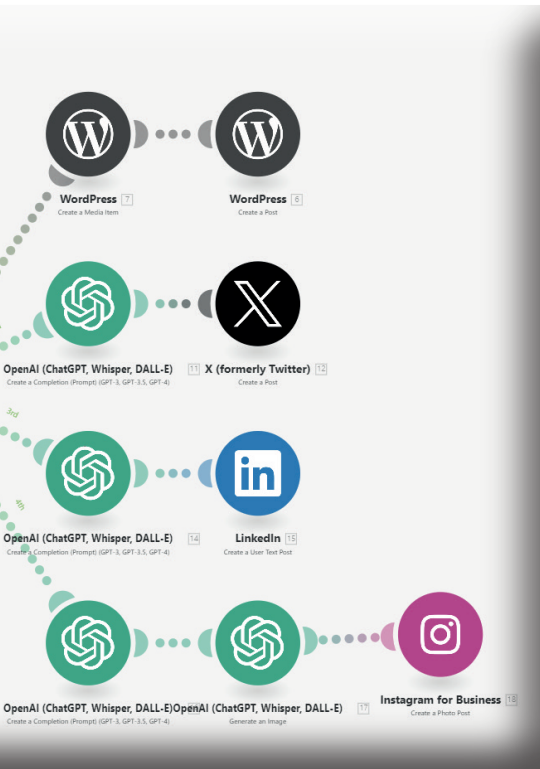 WordPress 7
Create a Media Item
WordPress 6
Create a Post
OpenAI (ChatGPT, Whisper, DALL-E) 11
Create a Completion (Prompt) (GPT-3, GPT-3.5, GPT-4)
X (formerly Twitter) 12
Create a Post
3rd
OpenAI (ChatGPT, Whisper, DALL-E) 14
Create a Completion (Prompt) (GPT-3, GPT-3.5, GPT-4)
LinkedIn 15
Create a User Text Post
4th
OpenAI (ChatGPT, Whisper, DALL-E)
Create a Completion (Prompt) (GPT-3, GPT-3.5, GPT-4)
OpenAI (ChatGPT, Whisper, DALL-E) 17
Generate an Image
Instagram for Business 18
Create a Photo Post